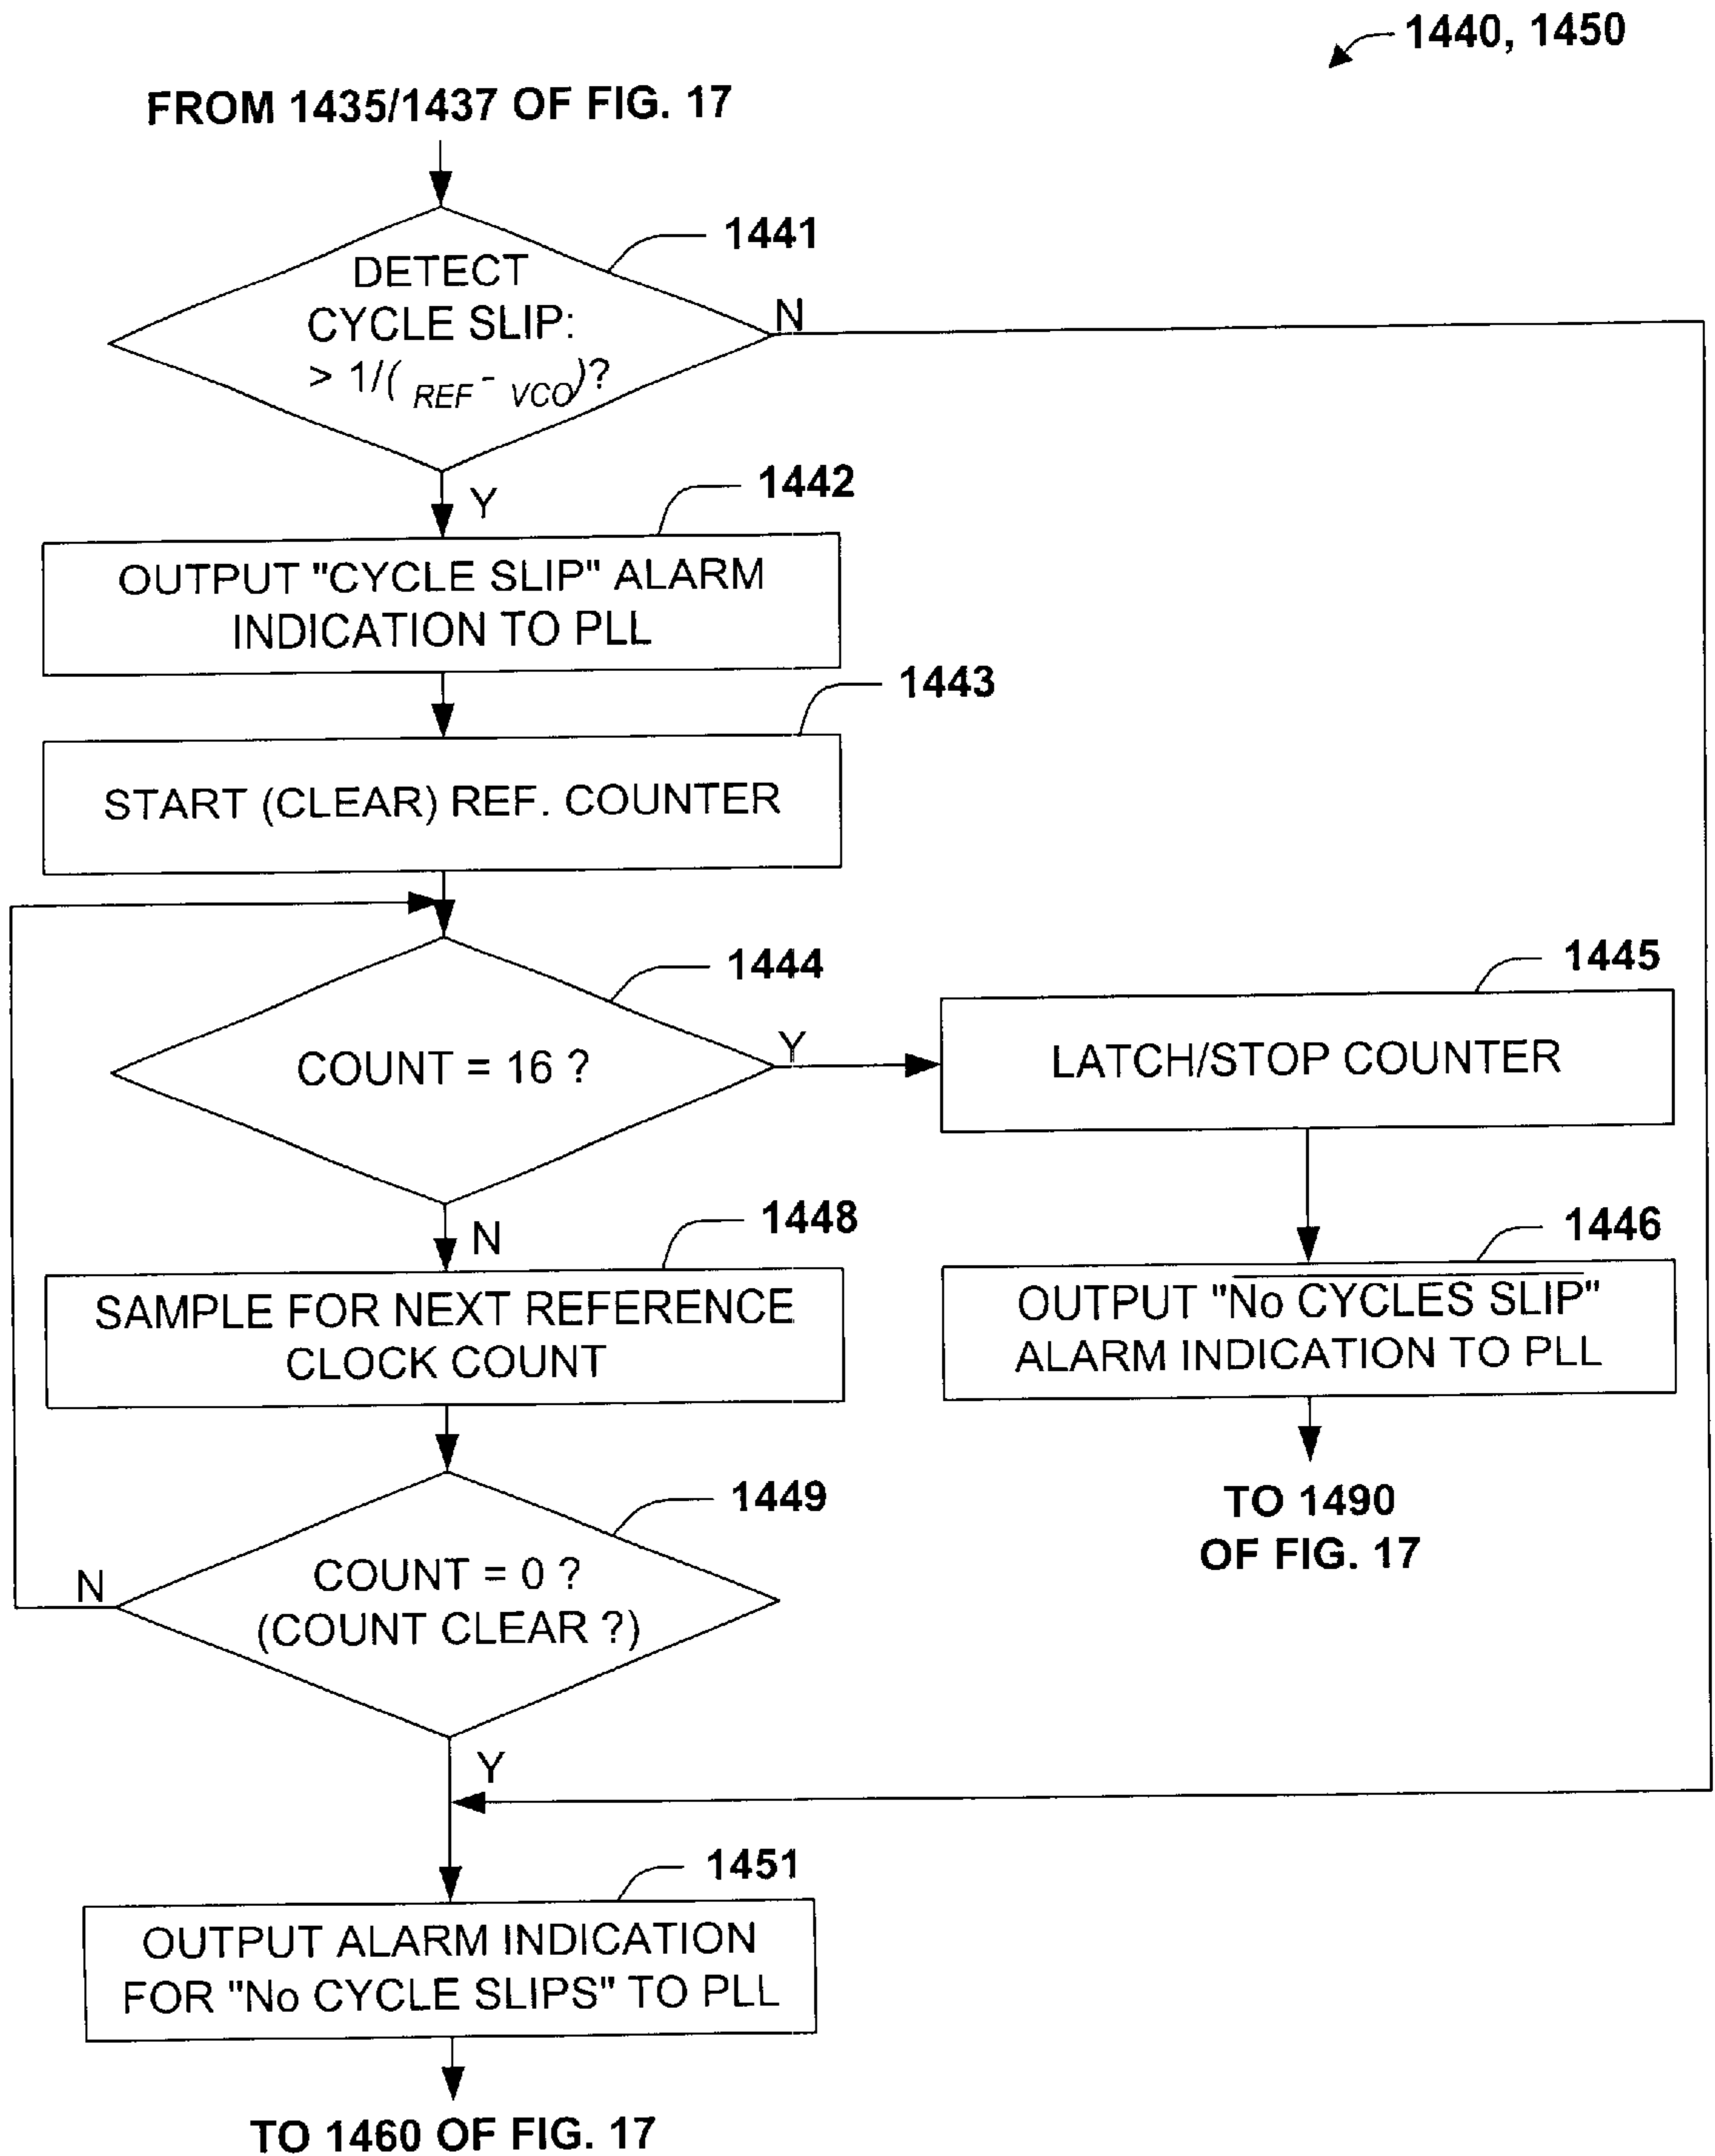 1440, 1450
FROM 1435/1437 OF FIG. 17
1441
DETECT
CYCLE SLIP:
> 1/( REF - VCO)?
N
Y
1442
OUTPUT "CYCLE SLIP" ALARM
INDICATION TO PLL
1443
START (CLEAR) REF. COUNTER
1444
COUNT = 16 ?
Y
1445
LATCH/STOP COUNTER
N
1448
SAMPLE FOR NEXT REFERENCE
CLOCK COUNT
1446
OUTPUT "No CYCLES SLIP"
ALARM INDICATION TO PLL
TO 1490
OF FIG. 17
1449
COUNT = 0 ?
(COUNT CLEAR ?)
N
Y
1451
OUTPUT ALARM INDICATION
FOR "No CYCLE SLIPS" TO PLL
TO 1460 OF FIG. 17